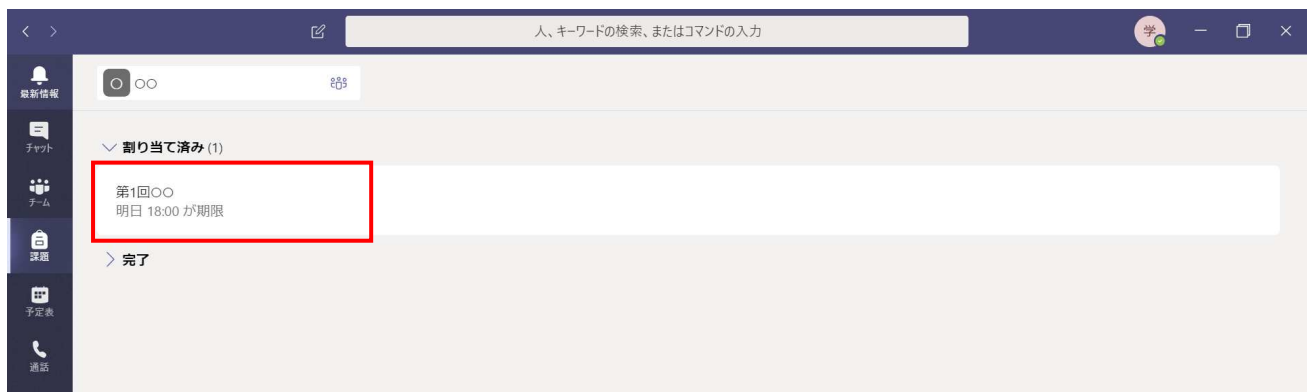 人、キーワードの検索、またはコマンドの入力
学
最新情報
○ ○○
チャット
割り当て済み (1)
チーム
第1回○○
明日 18:00 が期限
課題
完了
予定表
通話